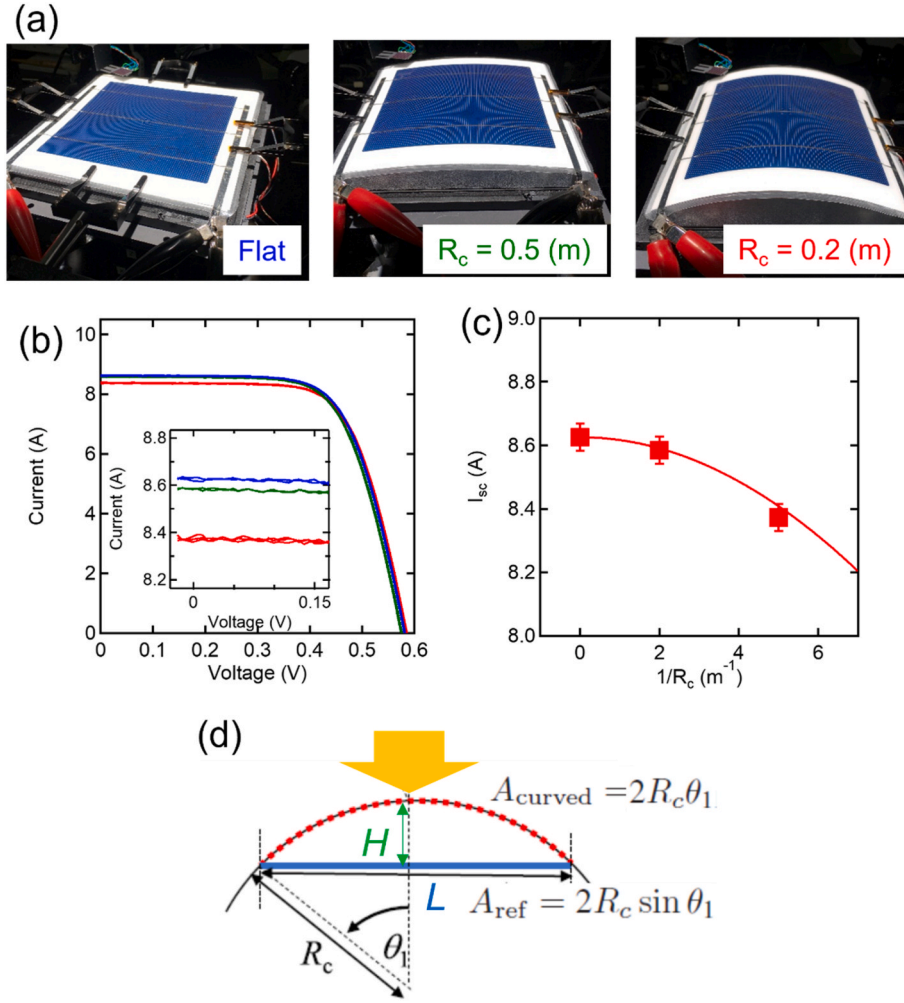 (a)
Flat
R_c = 0.5 (m)
R_c = 0.2 (m)
(b)
10
8
6
4
2
0
Current (A)
0
0.1
0.2
0.3
0.4
0.5
0.6
Voltage (V)
8.8
8.6
8.4
8.2
Current (A)
0
0.15
Voltage (V)
(c)
9.0
8.8
8.6
8.4
8.2
8.0
I_sc (A)
0
2
4
6
1/R_c (m⁻¹)
(d)
A_curved = 2R_cθ₁
H
L
A_ref = 2R_c sin θ₁
R_c
θ₁